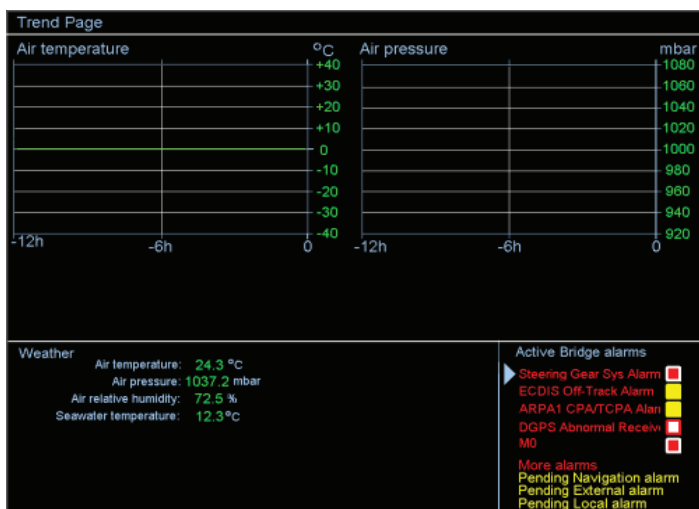 Trend Page
Air temperature
°C
+40
+30
+20
+10
0
-10
-20
-30
-40
-12h
-6h
0
Air pressure
mbar
1080
1060
1040
1020
1000
980
960
940
920
-12h
-6h
0
Weather
Air temperature: 24.3 °C
Air pressure: 1037.2 mbar
Air relative humidity: 72.5 %
Seawater temperature: 12.3°C
Active Bridge alarms
Steering Gear Sys Alarm
ECDIS Off-Track Alarm
ARPA1 CPA/TCPA Alarm
DGPS Abnormal Receiv
M0
More alarms
Pending Navigation alarm
Pending External alarm
Pending Local alarm